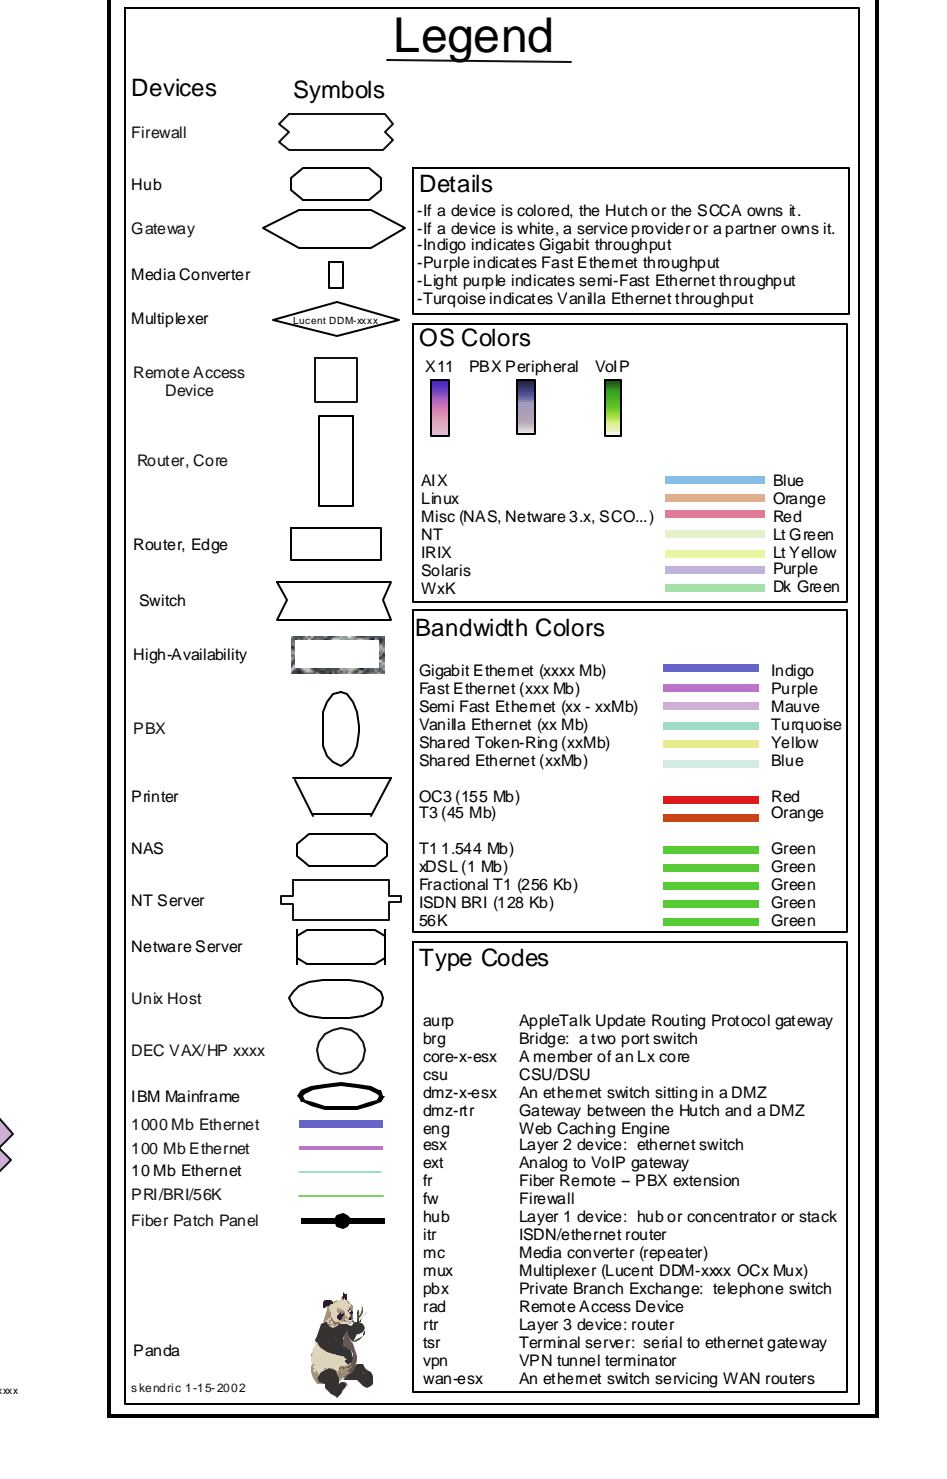 Legend
Devices Symbols
Firewall
Hub
Gateway
Media Converter
Multiplexer
Lucent DDM-xxxx
Remote Access
Device
Router, Core
Router, Edge
Switch
High-Availability
PBX
Printer
NAS
NT Server
Netware Server
Unix Host
DEC VAX/HP xxxx
IBM Mainframe
1000 Mb Ethernet
100 Mb Ethernet
10 Mb Ethernet
PRI/BRI/56K
Fiber Patch Panel
Panda
skendric 1-15-2002
Details
-If a device is colored, the Hutch or the SCCA owns it.
-If a device is white, a service provider or a partner owns it.
-Indigo indicates Gigabit throughput
-Purple indicates Fast Ethernet throughput
-Light purple indicates semi-Fast Ethernet throughput
-Turqoise indicates Vanilla Ethernet throughput
OS Colors
X11 PBX Peripheral VoIP
AIX Blue
Linux Orange
Misc (NAS, Netware 3.x, SCO...) Red
NT Lt Green
IRIX Lt Yellow
Solaris Purple
WxK Dk Green
Bandwidth Colors
Gigabit Ethernet (xxxx Mb) Indigo
Fast Ethernet (xxx Mb) Purple
Semi Fast Ethernet (xx - xxMb) Mauve
Vanilla Ethernet (xx Mb) Turquoise
Shared Token-Ring (xxMb) Yellow
Shared Ethernet (xxMb) Blue
OC3 (155 Mb) Red
T3 (45 Mb) Orange
T1 1.544 Mb) Green
xDSL (1 Mb) Green
Fractional T1 (256 Kb) Green
ISDN BRI (128 Kb) Green
56K Green
Type Codes
aurp AppleTalk Update Routing Protocol gateway
brg Bridge: a two port switch
core-x-esx A member of an Lx core
csu CSU/DSU
dmz-x-esx An ethernet switch sitting in a DMZ
dmz-rtr Gateway between the Hutch and a DMZ
eng Web Caching Engine
esx Layer 2 device: ethernet switch
ext Analog to VoIP gateway
fr Fiber Remote – PBX extension
fw Firewall
hub Layer 1 device: hub or concentrator or stack
itr ISDN/ethernet router
mc Media converter (repeater)
mux Multiplexer (Lucent DDM-xxxx OCx Mux)
pbx Private Branch Exchange: telephone switch
rad Remote Access Device
rtr Layer 3 device: router
tsr Terminal server: serial to ethernet gateway
vpn VPN tunnel terminator
wan-esx An ethernet switch servicing WAN routers